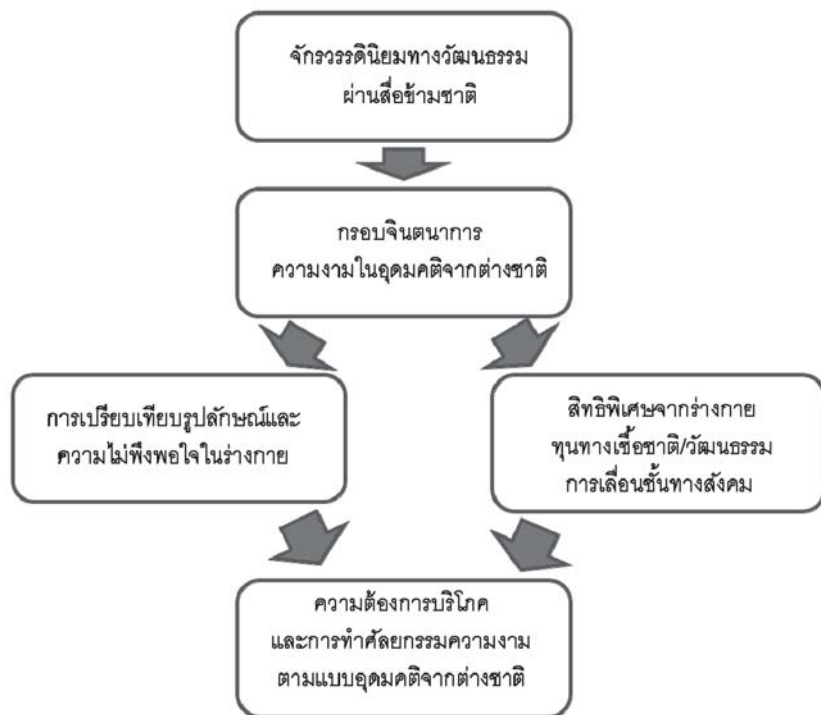 จักรวรรดินิยมทางวัฒนธรรม
ผ่านสื่อข้ามชาติ
กรอบจินตนาการ
ความงามในอุดมคติจากต่างชาติ
การเปรียบเทียบรูปลักษณ์และ
ความไม่พึงพอใจในร่างกาย
สิทธิพิเศษจากร่างกาย
ทุนทางเชื้อชาติ/วัฒนธรรม
การเลื่อนชั้นทางสังคม
ความต้องการบริโภค
และการทำศัลยกรรมความงาม
ตามแบบอุดมคติจากต่างชาติ